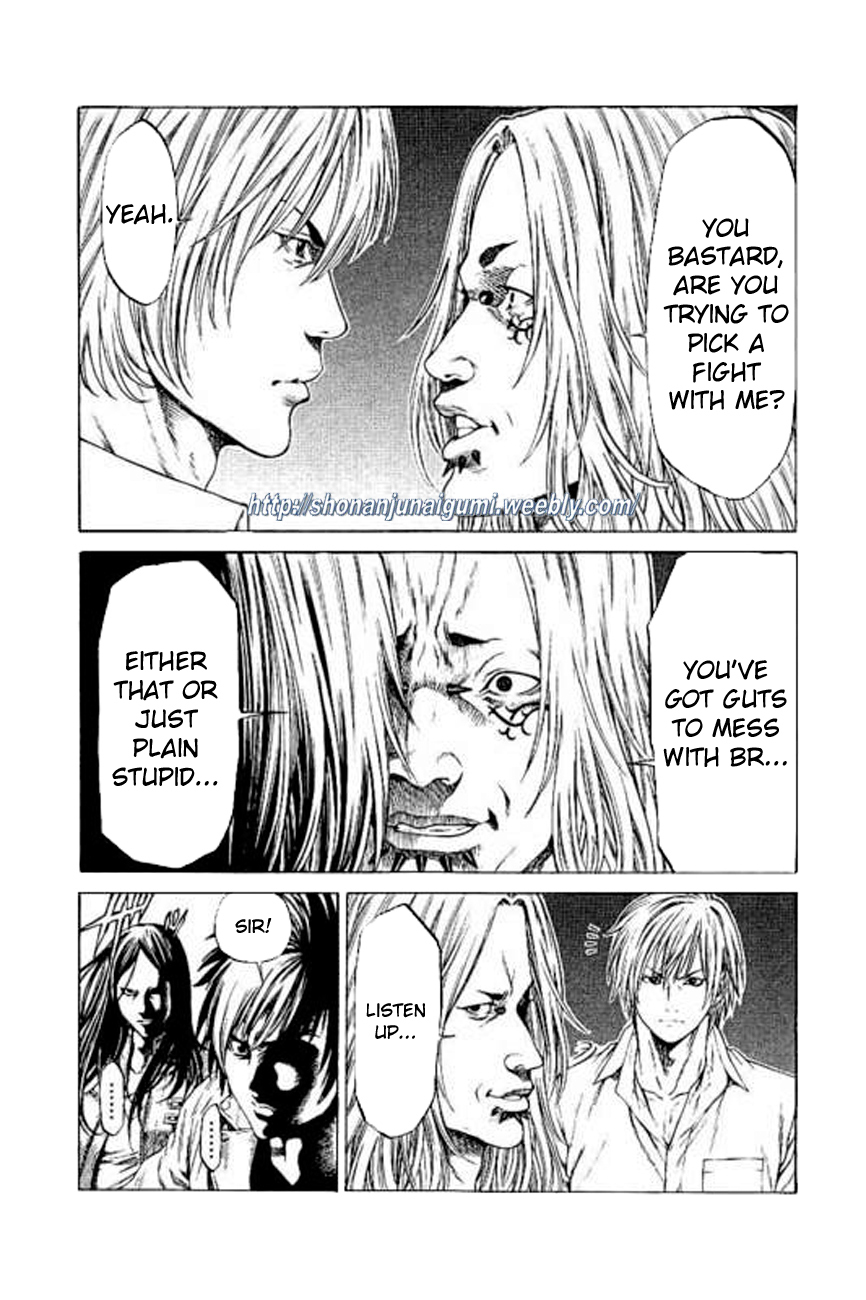 YOU
BASTARD,
ARE YOU
TRYING TO
PICK A
FIGHT
WITH ME?
YEAH.
http://shonanjunaigumi.weebly.com/
YOU'VE
GOT GUTS
TO MESS
WITH BR...
EITHER
THAT OR
JUST
PLAIN
STUPID...
LISTEN
UP...
SIR!
......
......